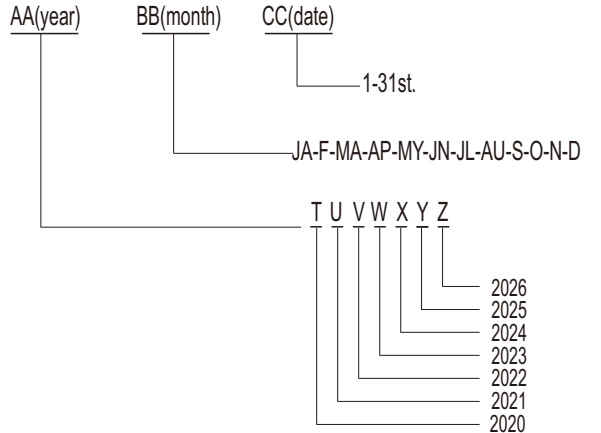 AA(year) BB(month) CC(date)
1-31st.
JA-F-MA-AP-MY-JN-JL-AU-S-O-N-D
T U V W X Y Z
2026
2025
2024
2023
2022
2021
2020